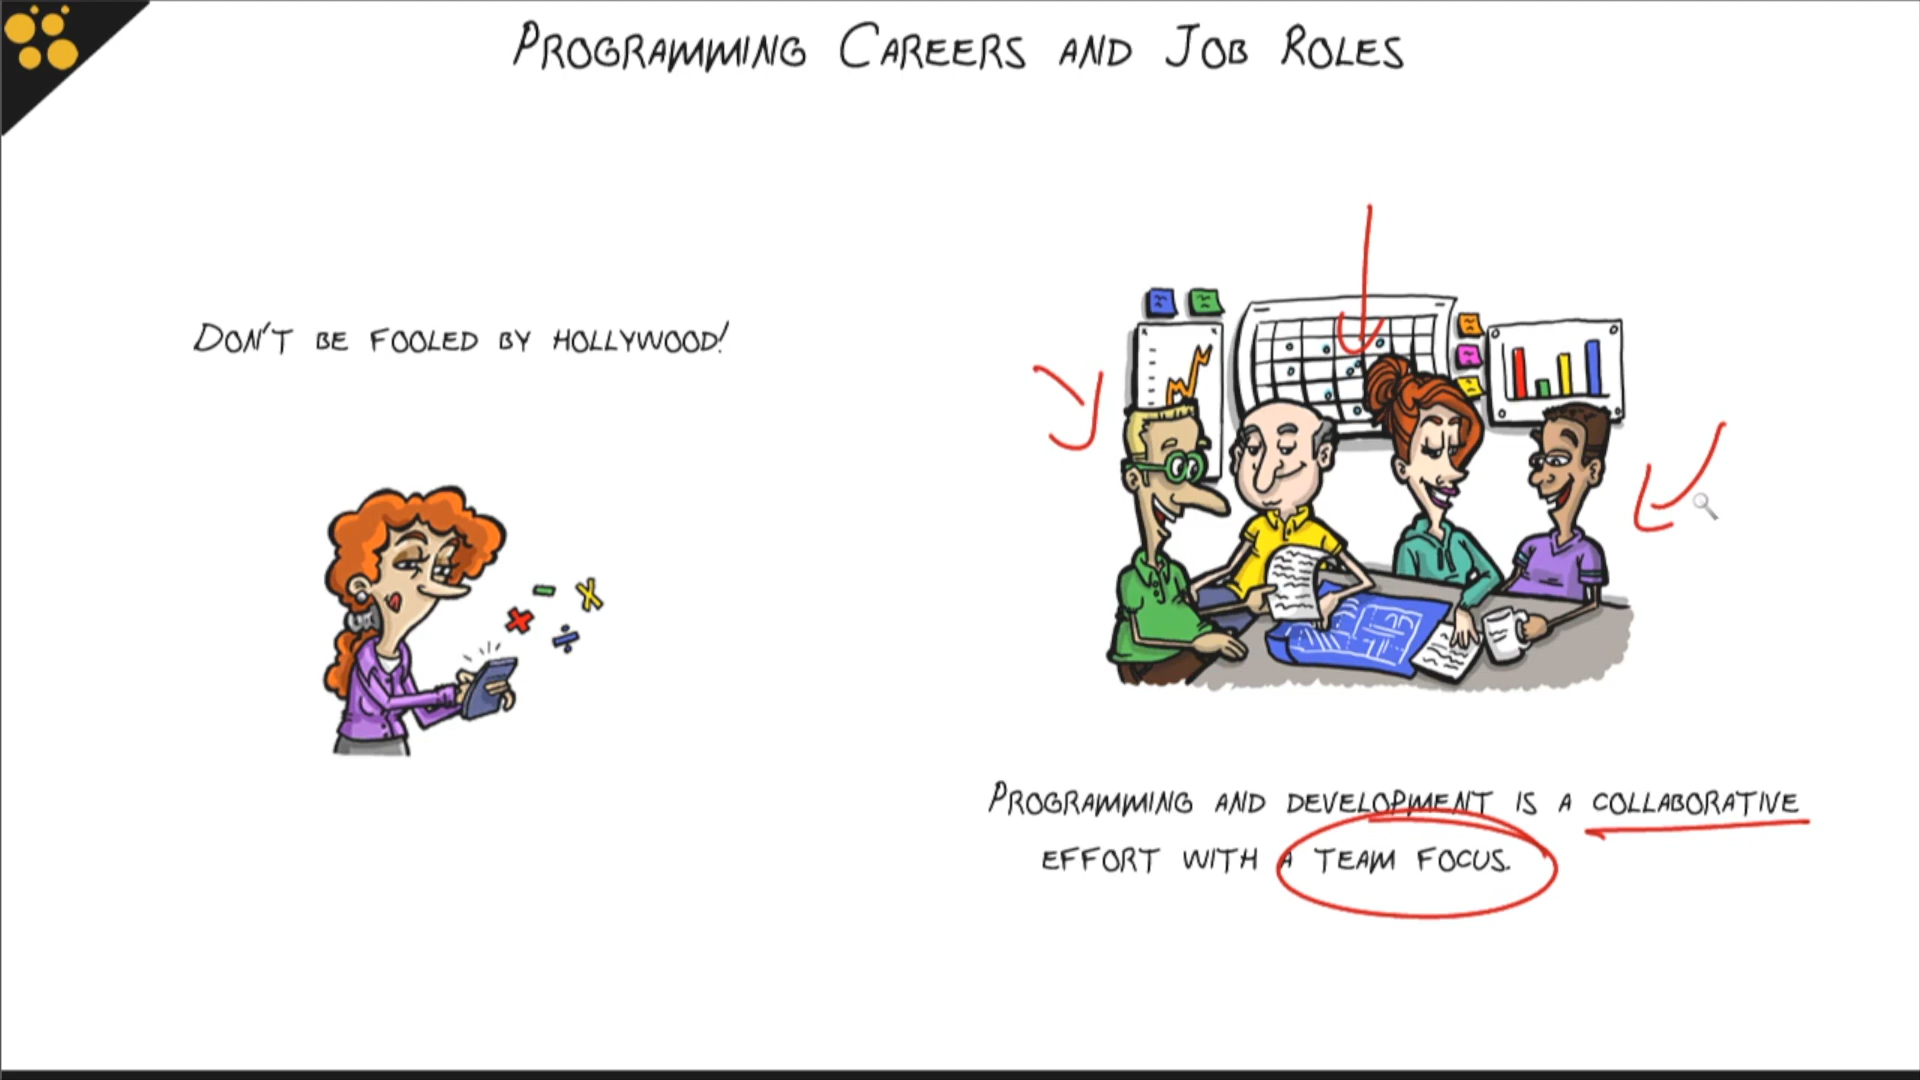 PROGRAMMING CAREERS AND JOB ROLES
DON'T BE FOOLED BY HOLLYWOOD!
PROGRAMMING AND DEVELOPMENT IS A COLLABORATIVE
EFFORT WITH A TEAM FOCUS.